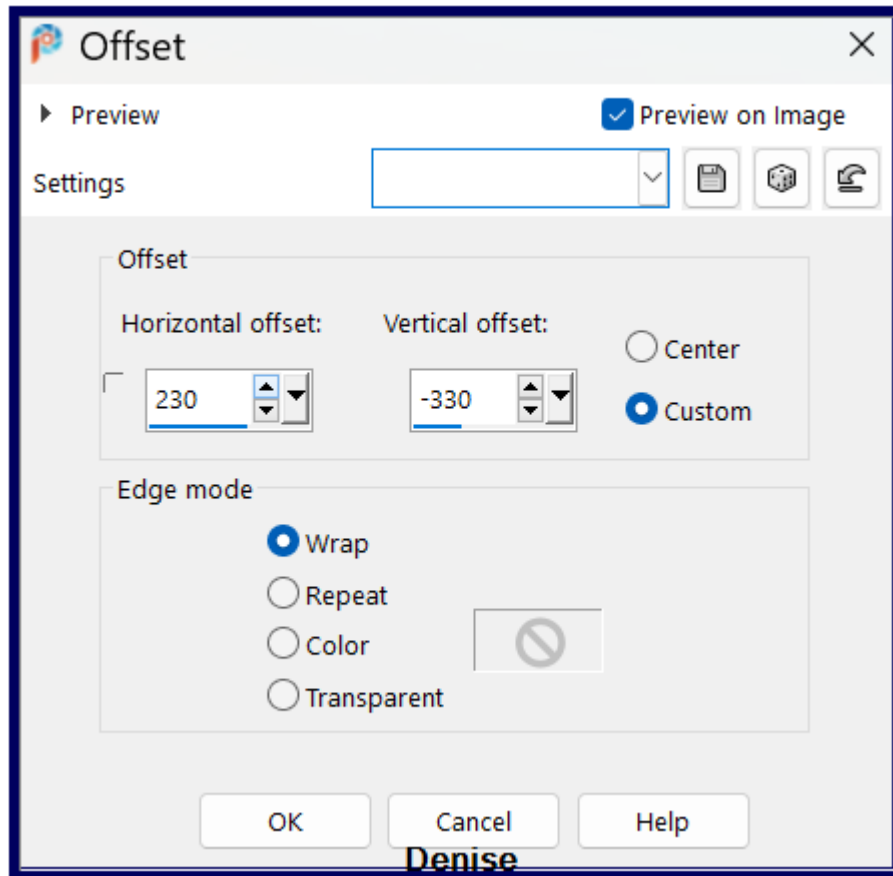 Offset
Preview Preview on Image
Settings
Offset
Horizontal offset: Vertical offset:
Center
230 -330
Custom
Edge mode
Wrap
Repeat
Color
Transparent
OK Cancel Help
Denise